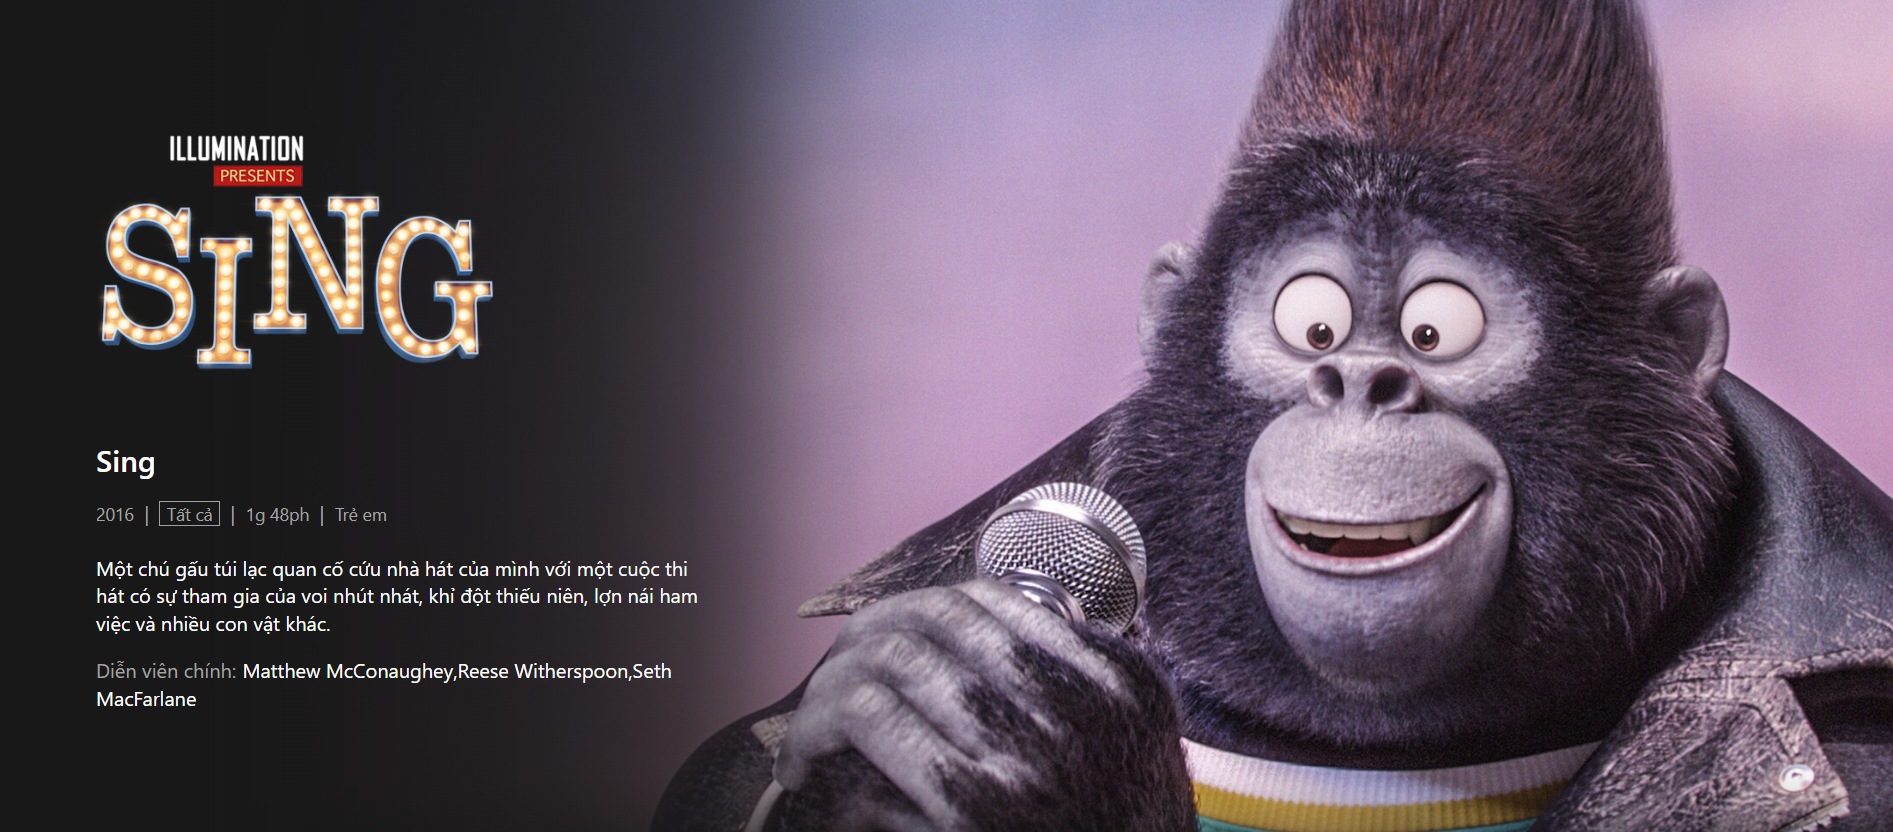 ILLUMINATION
PRESENTS
SING
Sing
2016 | Tất cả | 1g 48ph | Trẻ em
Một chú gấu túi lạc quan cố cứu nhà hát của mình với một cuộc thi
hát có sự tham gia của voi nhút nhát, khỉ đột thiếu niên, lợn nái ham
việc và nhiều con vật khác.
Diễn viên chính: Matthew McConaughey,Reese Witherspoon,Seth
MacFarlane